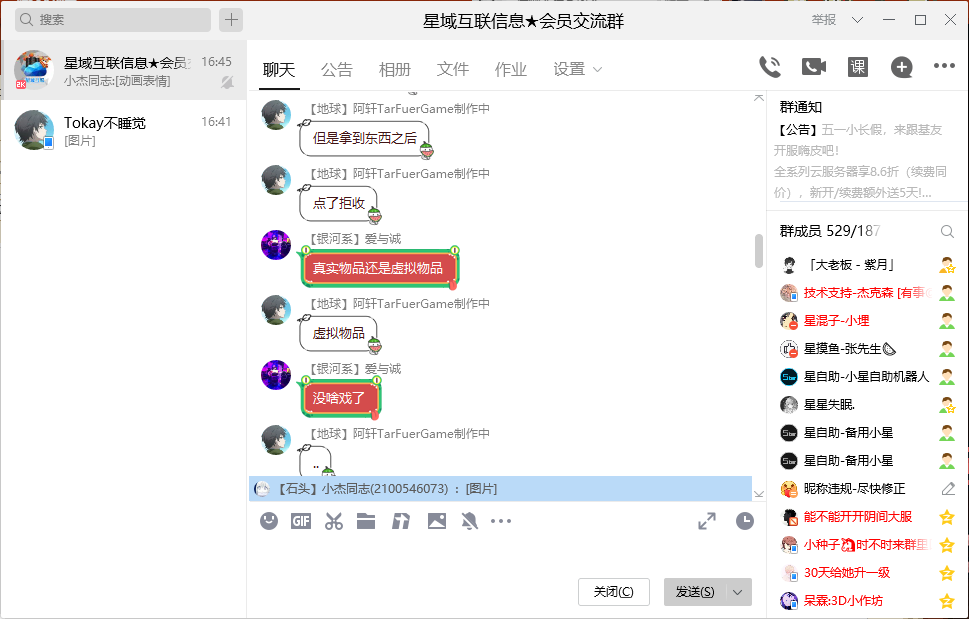 搜索
星域互联信息★会员交流群
举报
星域互联信息★会员
16:45
小杰同志:[动画表情]
Tokay不睡觉
16:41
[图片]
聊天
公告
相册
文件
作业
设置
课
【地球】阿轩TarFuerGame制作中
但是拿到东西之后
【地球】阿轩TarFuerGame制作中
点了拒收
【银河系】爱与诚
真实物品还是虚拟物品
【地球】阿轩TarFuerGame制作中
虚拟物品
【银河系】爱与诚
没啥戏了
【地球】阿轩TarFuerGame制作中
..
【石头】小杰同志(2100546073) : [图片]
GIF
关闭(C)
发送(S)
群通知
【公告】五一小长假，来跟基友
开服嗨皮吧！
全系列云服务器享8.6折（续费同
价），新开/续费额外送5天!...
群成员 529/187
「大老板 - 紫月」
技术支持-杰克森 [有事
星混子-小埋
星摸鱼-张先生
星自助-小星自助机器人
星星失眠.
星自助-备用小星
星自助-备用小星
昵称违规-尽快修正
能不能开开阴间大服
小种子时不时来群里
30天给她升一级
呆霖:3D小作坊